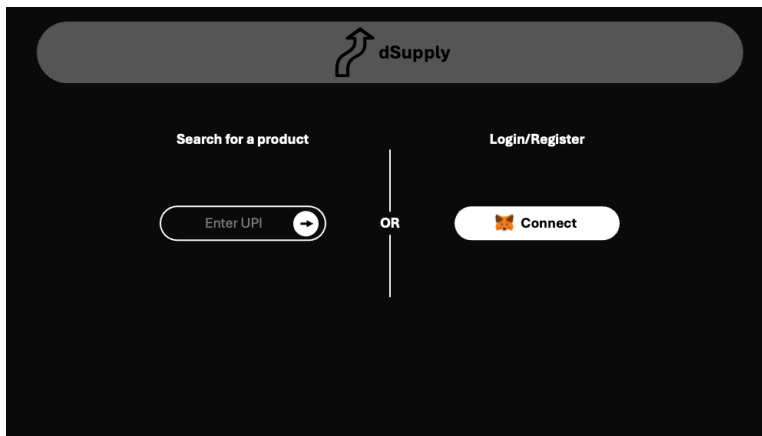 dSupply
Search for a product
Enter UPI
OR
Login/Register
Connect